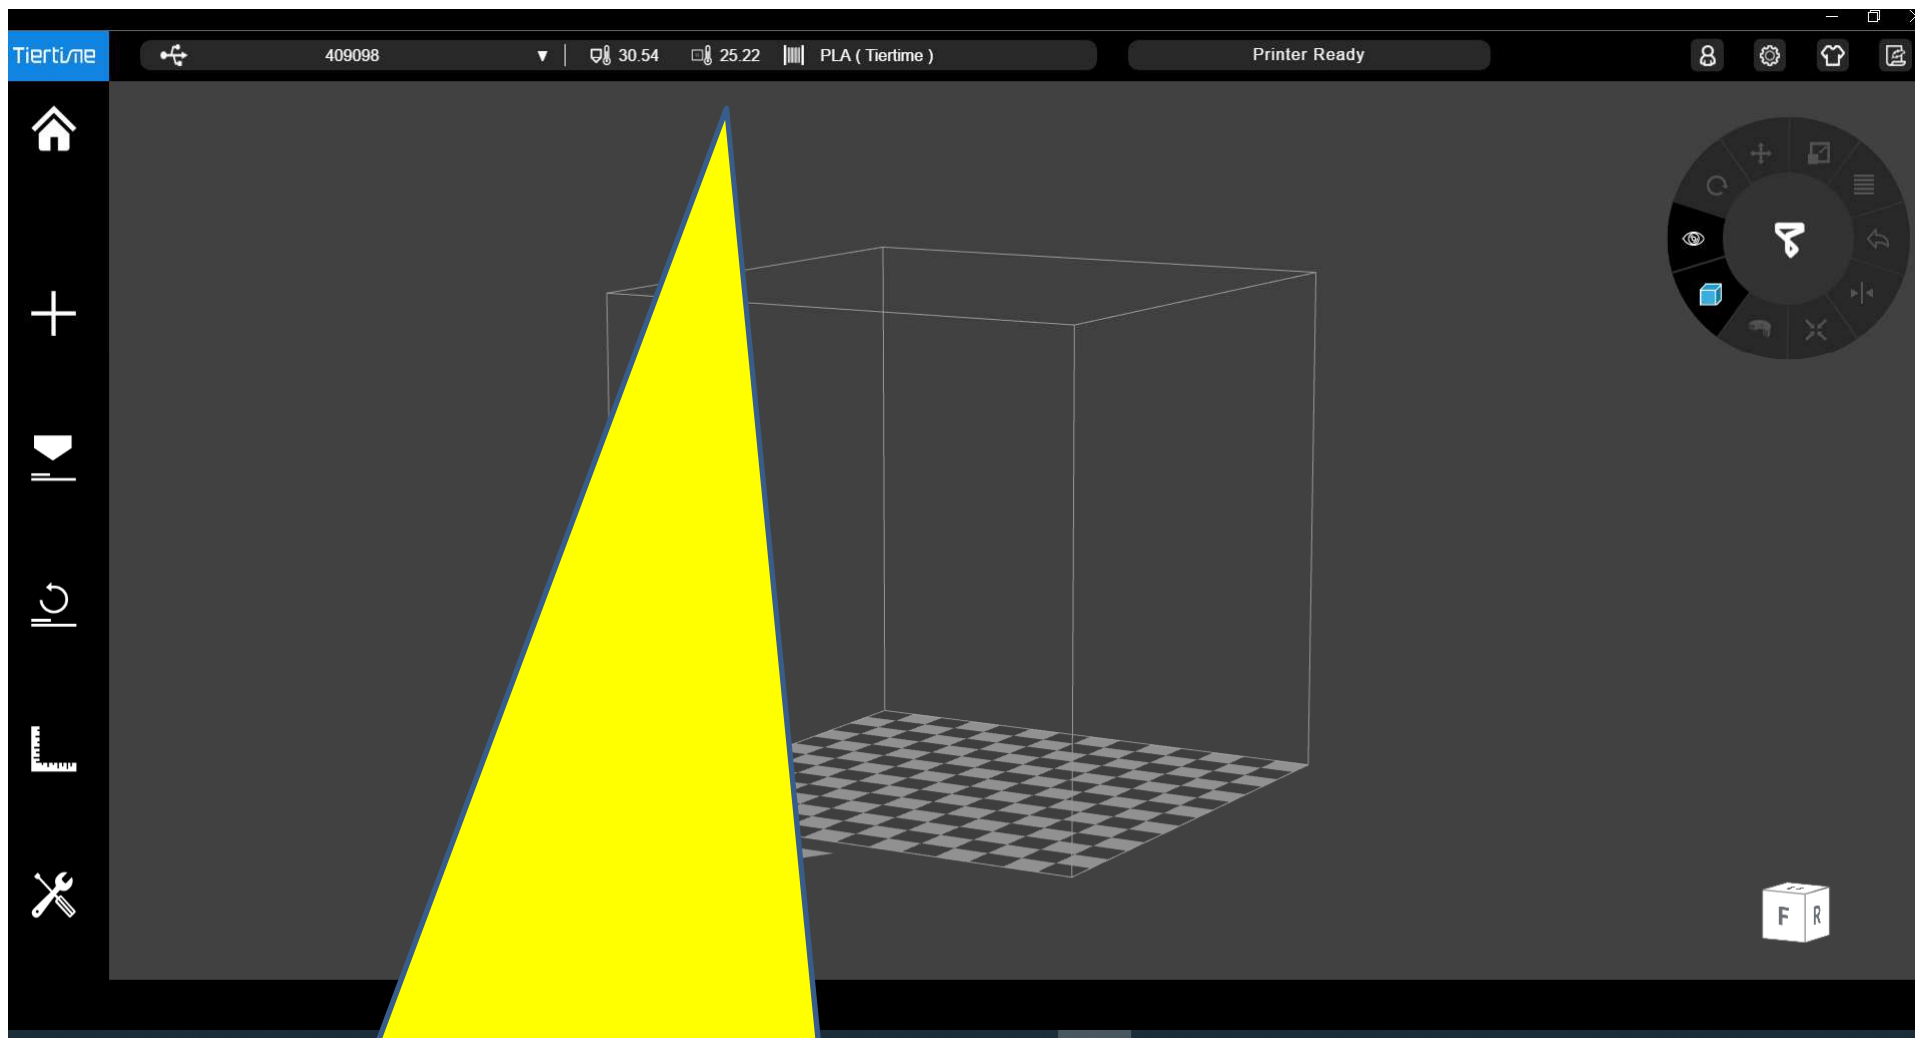 Tiertime
409098 ▼ 30.54 25.22 PLA ( Tiertime ) Printer Ready
F R